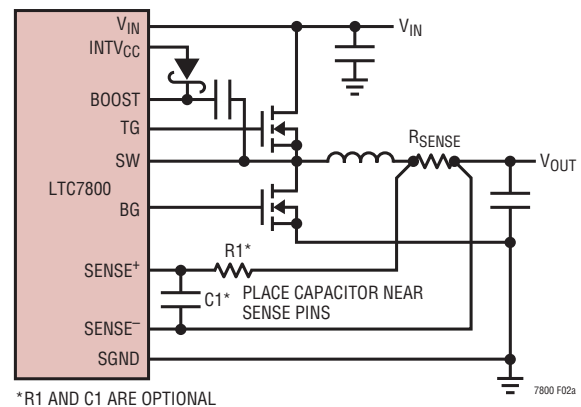 VIN
VIN
INTVCC
BOOST
TG
RSENSE
SW
VOUT
LTC7800
BG
R1*
SENSE+
C1*
PLACE CAPACITOR NEAR
SENSE PINS
SENSE–
SGND
7800 F02a
*R1 AND C1 ARE OPTIONAL